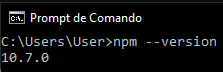 Prompt de Comando
C:\Users\User>npm --version
10.7.0